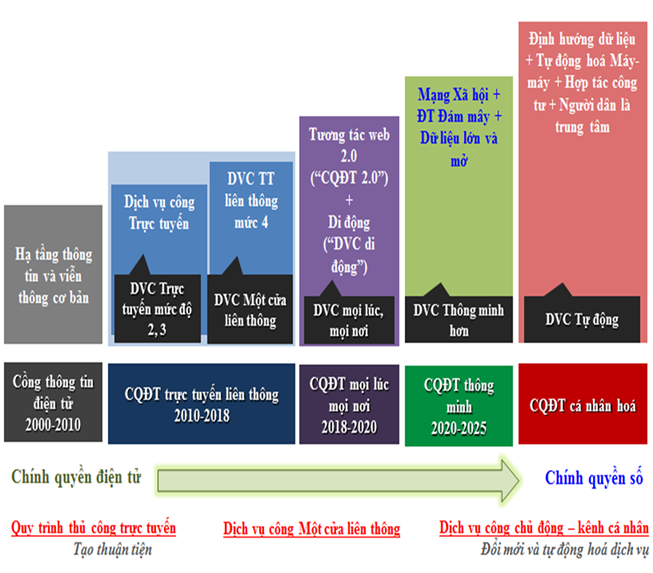 Hạ tầng thông
tin và viễn
thông cơ bản
Dịch vụ công
Trực tuyến
DVC Trực
tuyến mức độ
2, 3
DVC TT
liên thông
mức 4
DVC Một cửa
liên thông
Tương tác web
2.0
(“CQĐT 2.0”)
+
Di động
(“DVC di
động”)
DVC mọi lúc,
mọi nơi
Mạng Xã hội +
ĐT Đám mây +
Dữ liệu lớn và
mở
DVC Thông minh
hơn
Định hướng dữ liệu
+ Tự động hoá Máy-
máy + Hợp tác công
tư + Người dân là
trung tâm
DVC Tự động
Cổng thông tin
điện tử
2000-2010
CQĐT trực tuyến liên thông
2010-2018
CQĐT mọi lúc
mọi nơi
2018-2020
CQĐT thông
minh
2020-2025
CQĐT cá nhân hoá
Chính quyền điện tử
Chính quyền số
Quy trình thủ công trực tuyến
Tạo thuận tiện
Dịch vụ công Một cửa liên thông
Dịch vụ công chủ động – kênh cá nhân
Đổi mới và tự động hoá dịch vụ